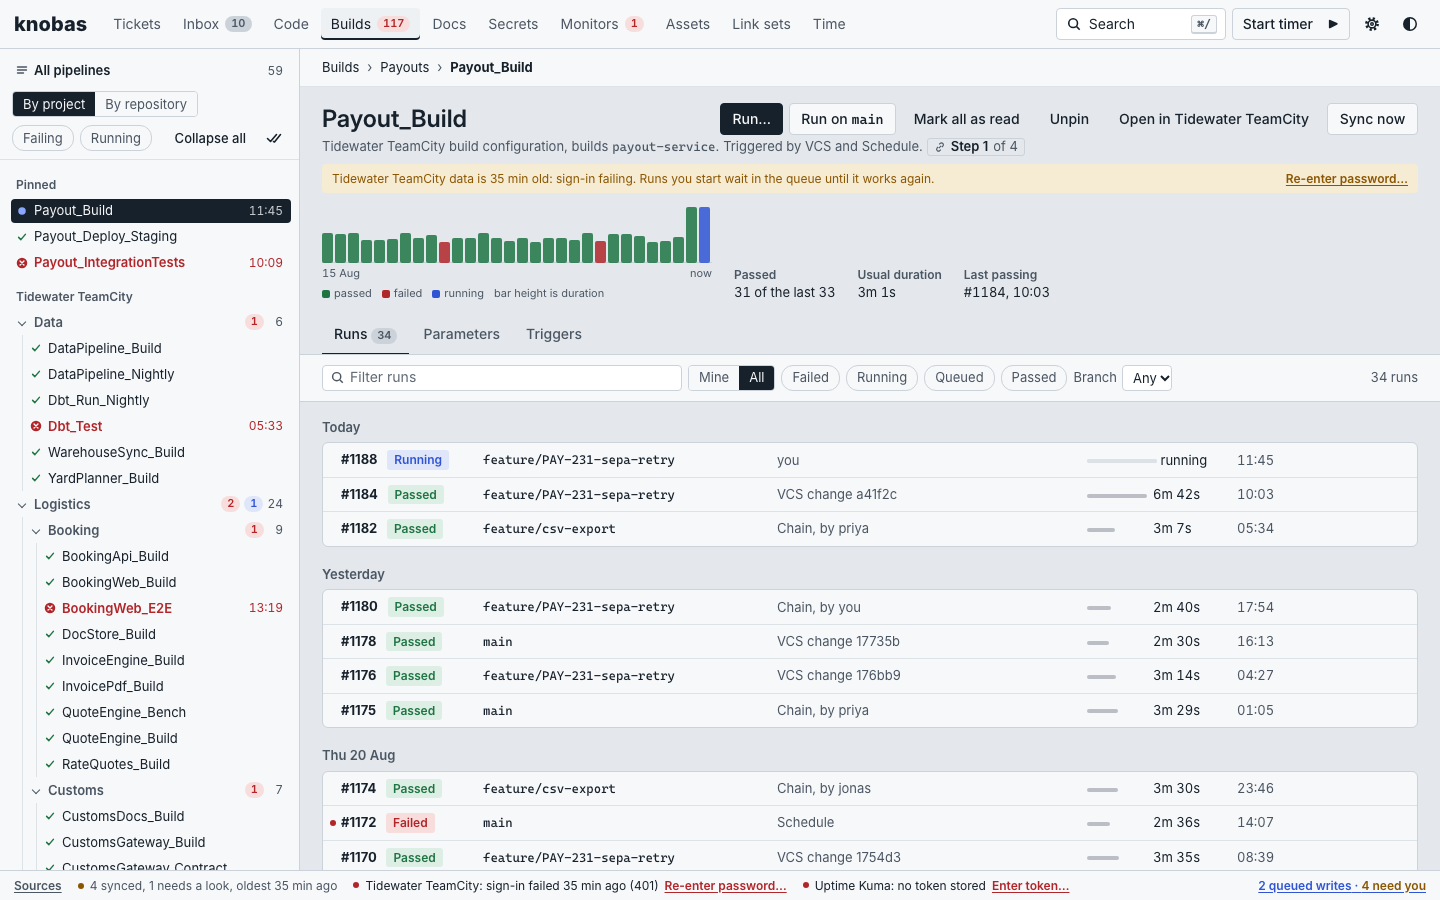 knobas
Tickets
Inbox 10
Code
Builds 117
Docs
Secrets
Monitors 1
Assets
Link sets
Time
Search ⌘/
Start timer
All pipelines 59
By project By repository
Failing Running Collapse all
Pinned
Payout_Build 11:45
Payout_Deploy_Staging
Payout_IntegrationTests 10:09
Tidewater TeamCity
Data 1 6
DataPipeline_Build
DataPipeline_Nightly
Dbt_Run_Nightly
Dbt_Test 05:33
WarehouseSync_Build
YardPlanner_Build
Logistics 2 1 24
Booking 1 9
BookingApi_Build
BookingWeb_Build
BookingWeb_E2E 13:19
DocStore_Build
InvoiceEngine_Build
InvoicePdf_Build
QuoteEngine_Bench
QuoteEngine_Build
RateQuotes_Build
Customs 1 7
CustomsDocs_Build
CustomsGateway_Build
CustomsGateway_Contract
Builds › Payouts › Payout_Build
Payout_Build
Run... Run on main Mark all as read Unpin Open in Tidewater TeamCity Sync now
Tidewater TeamCity build configuration, builds payout-service. Triggered by VCS and Schedule. Step 1 of 4
Tidewater TeamCity data is 35 min old: sign-in failing. Runs you start wait in the queue until it works again. Re-enter password...
15 Aug now
passed failed running bar height is duration
Passed
31 of the last 33
Usual duration
3m 1s
Last passing
#1184, 10:03
Runs 34 Parameters Triggers
Filter runs Mine All Failed Running Queued Passed Branch Any 34 runs
Today
#1188 Running feature/PAY-231-sepa-retry you running 11:45
#1184 Passed feature/PAY-231-sepa-retry VCS change a41f2c 6m 42s 10:03
#1182 Passed feature/csv-export Chain, by priya 3m 7s 05:34
Yesterday
#1180 Passed feature/PAY-231-sepa-retry Chain, by you 2m 40s 17:54
#1178 Passed main VCS change 17735b 2m 30s 16:13
#1176 Passed feature/PAY-231-sepa-retry VCS change 176bb9 3m 14s 04:27
#1175 Passed main Chain, by priya 3m 29s 01:05
Thu 20 Aug
#1174 Passed feature/csv-export Chain, by jonas 3m 30s 23:46
#1172 Failed main Schedule 2m 36s 14:07
#1170 Passed feature/PAY-231-sepa-retry VCS change 1754d3 3m 35s 08:39
Sources 4 synced, 1 needs a look, oldest 35 min ago Tidewater TeamCity: sign-in failed 35 min ago (401) Re-enter password... Uptime Kuma: no token stored Enter token... 2 queued writes · 4 need you